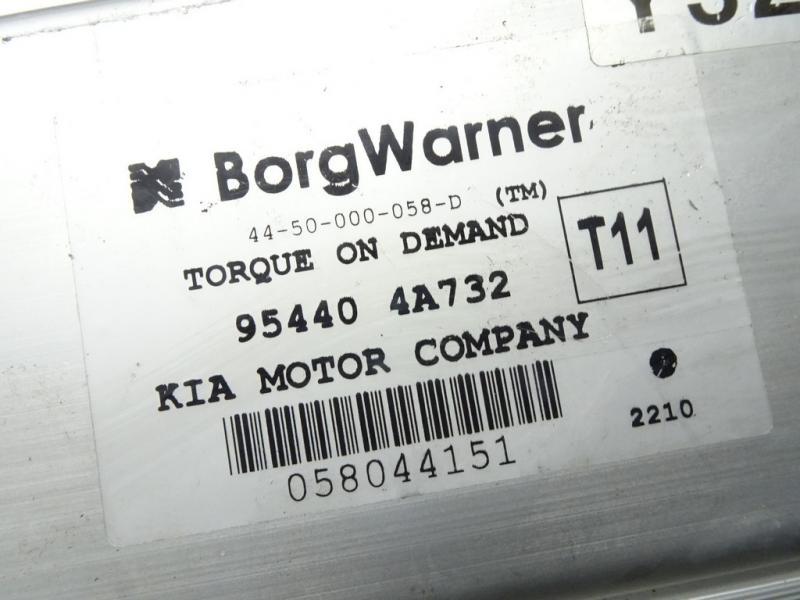 BorgWarner
44-50-000-058-D (TM)
TORQUE ON DEMAND
T11
95440 4A732
KIA MOTOR COMPANY
2210
058044151